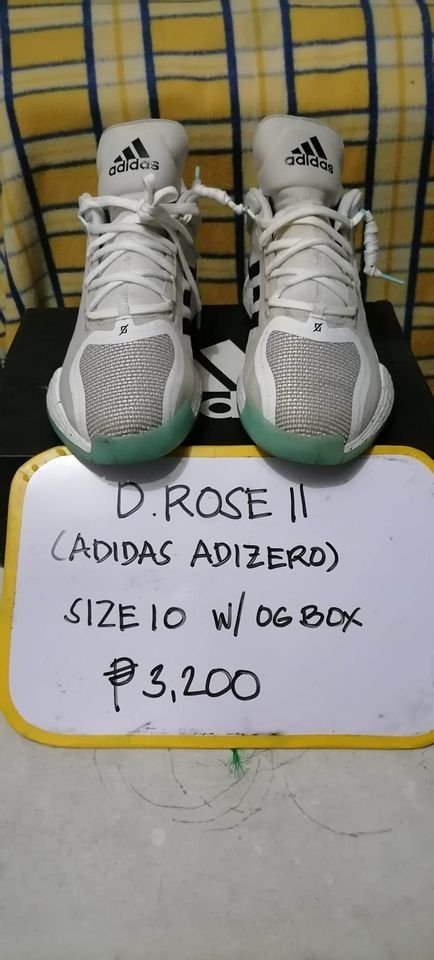 adidas
adidas
D. ROSE 11
(ADIDAS ADIZERO)
SIZE 10 W/ OG BOX
₱3,200